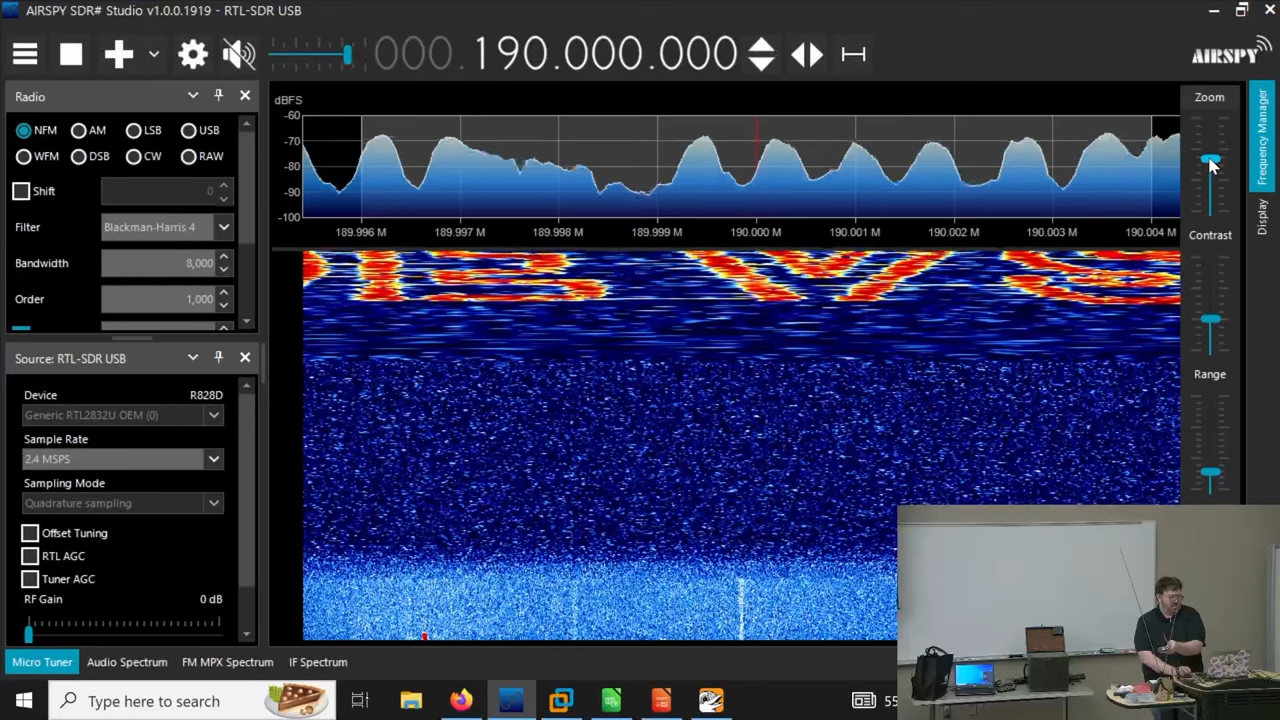 AIRSPY SDR# Studio v1.0.0.1919 - RTL-SDR USB
000.190.000.000
AIRSPY
Radio
NFM AM LSB USB
WFM DSB CW RAW
Shift 0
Filter Blackman-Harris 4
Bandwidth 8,000
Order 1,000
Source: RTL-SDR USB
Device R828D
Generic RTL2832U OEM (0)
Sample Rate
2.4 MSPS
Sampling Mode
Quadrature sampling
Offset Tuning
RTL AGC
Tuner AGC
RF Gain 0 dB
Micro Tuner Audio Spectrum FM MPX Spectrum IF Spectrum
dBFS
-60
-70
-80
-90
-100
189.996 M 189.997 M 189.998 M 189.999 M 190.000 M 190.001 M 190.002 M 190.003 M 190.004 M
Zoom
Contrast
Range
Frequency Manager
Display
Type here to search
55